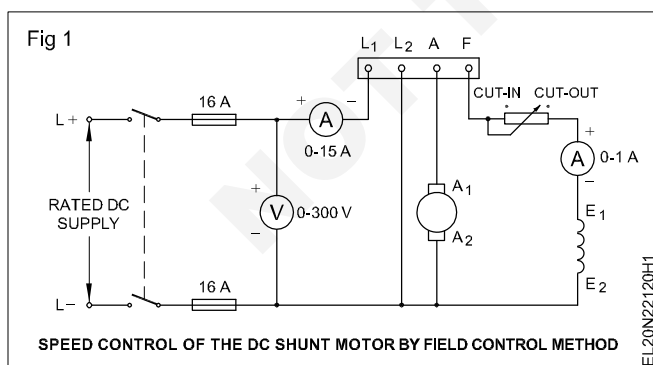 Fig 1
L1 L2 A F
CUT-IN CUT-OUT
16 A
+ -
L+
A
0-15 A
+
A
0-1 A
-
RATED DC
SUPPLY
+
V
0-300 V
-
A1
A2
E1
E2
16 A
L-
SPEED CONTROL OF THE DC SHUNT MOTOR BY FIELD CONTROL METHOD
EL20N22120H1
NOT